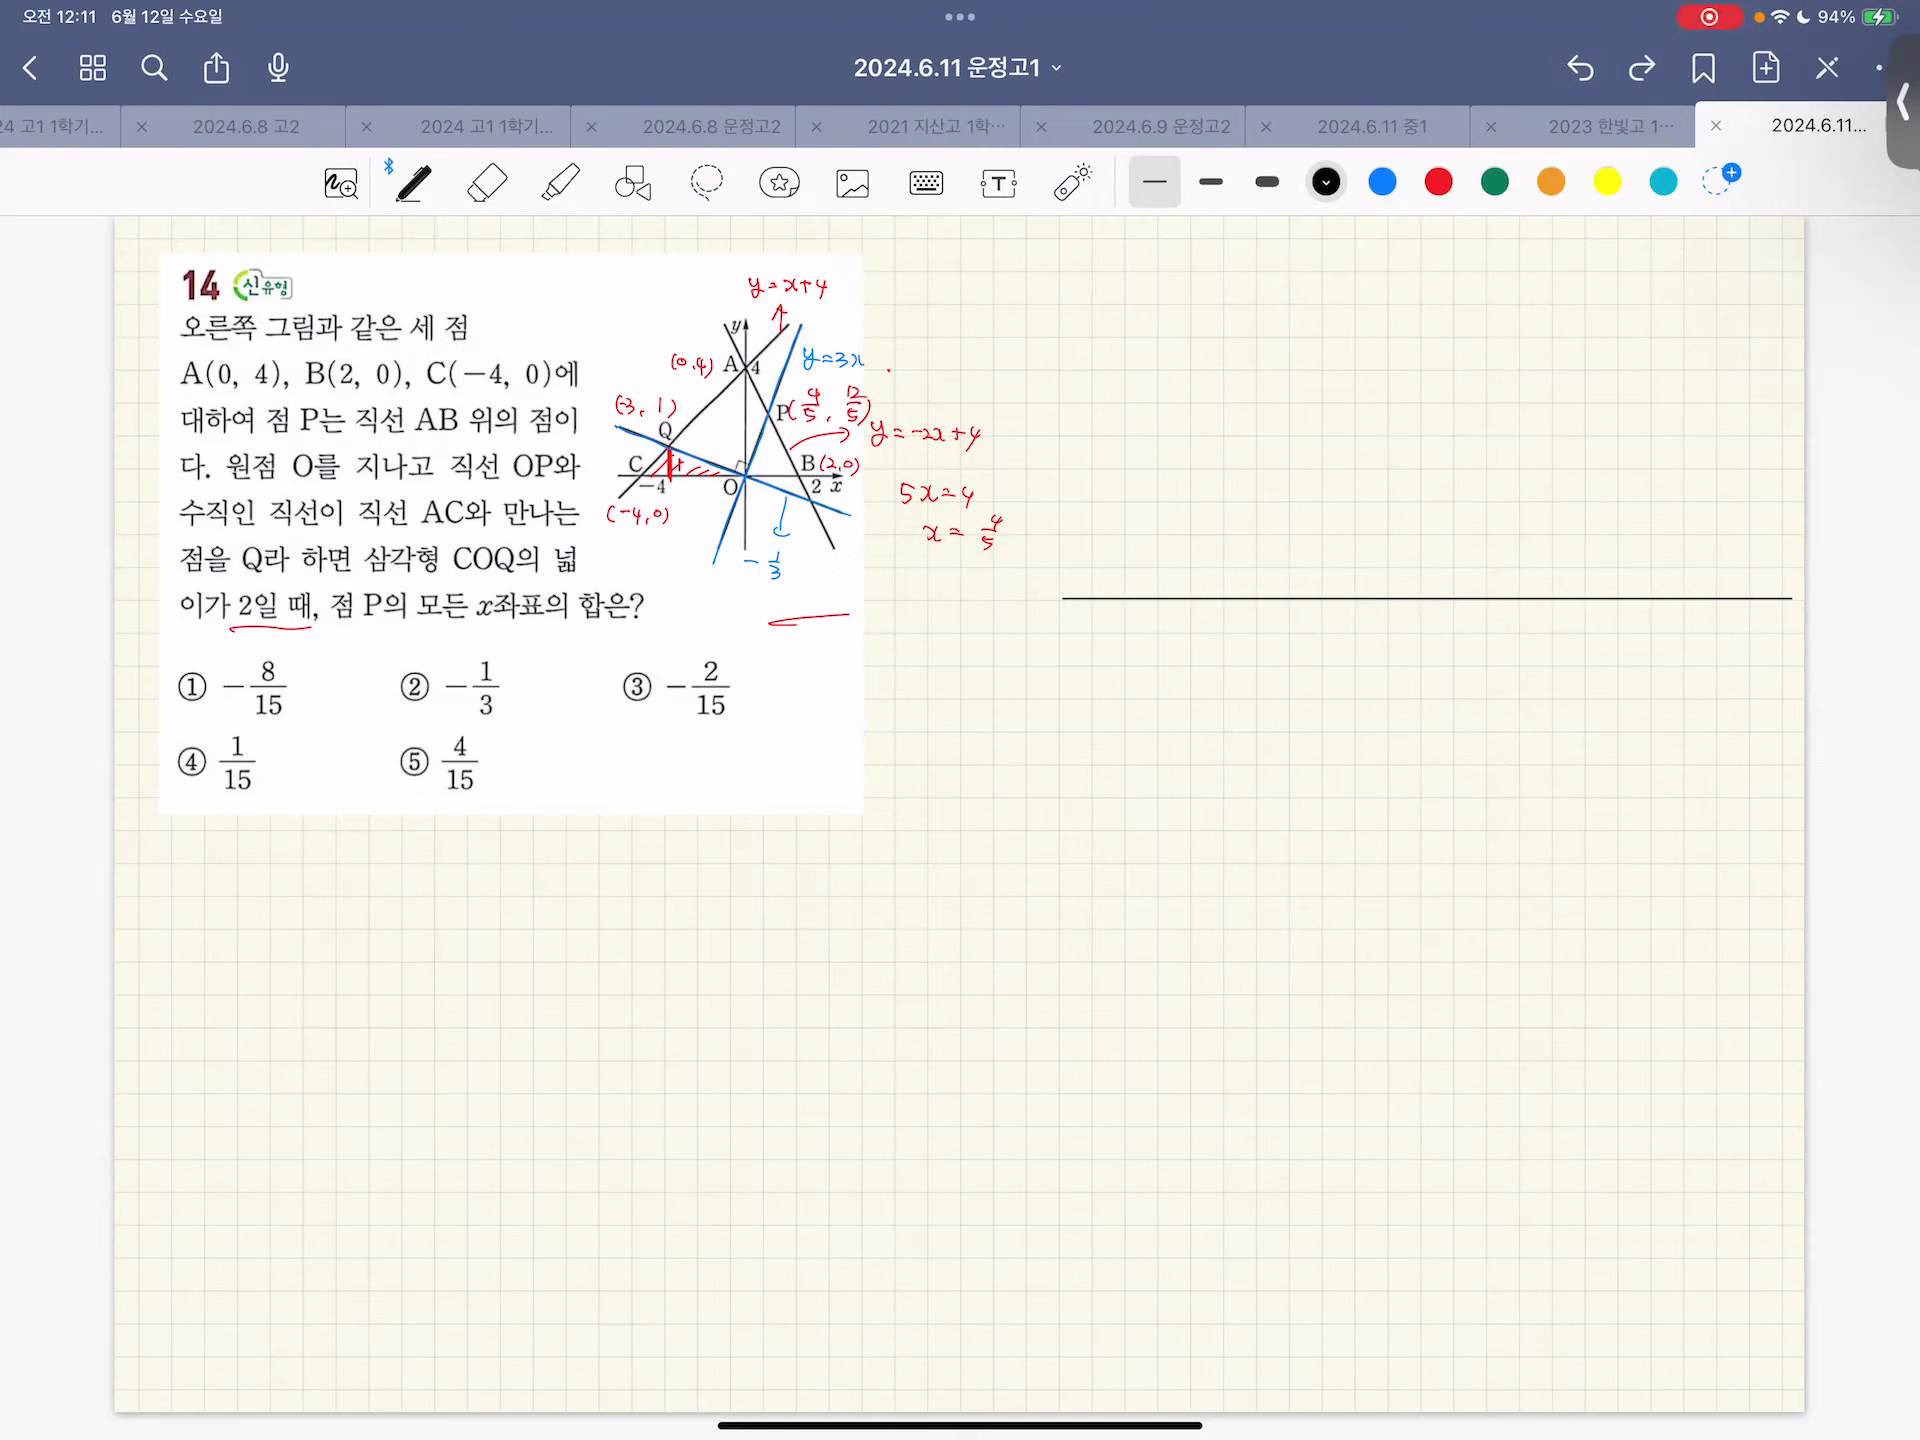 오전 12:11 6월 12일 수요일
94%
2024.6.11 운정고1
24 고1 1학기...
2024.6.8 고2
2024 고1 1학기...
2024.6.8 운정고2
2021 지산고 1학...
2024.6.9 운정고2
2024.6.11 중1
2023 한빛고 1...
2024.6.11...
T
14 신유형
오른쪽 그림과 같은 세 점
A(0, 4), B(2, 0), C(-4, 0)에
대하여 점 P는 직선 AB 위의 점이
다. 원점 O를 지나고 직선 OP와
수직인 직선이 직선 AC와 만나는
점을 Q라 하면 삼각형 COQ의 넓
이가 2일 때, 점 P의 모든 x좌표의 합은?
① -8/15
② -1/3
③ -2/15
④ 1/15
⑤ 4/15
y=x+4
y
(0,4) A 4
y=3x
(-3, 1)
P(4/5, 12/5)
Q
y=-2x+4
C
B(2,0)
-4
O
2 x
(-4,0)
-1/3
5x=4
x=4/5